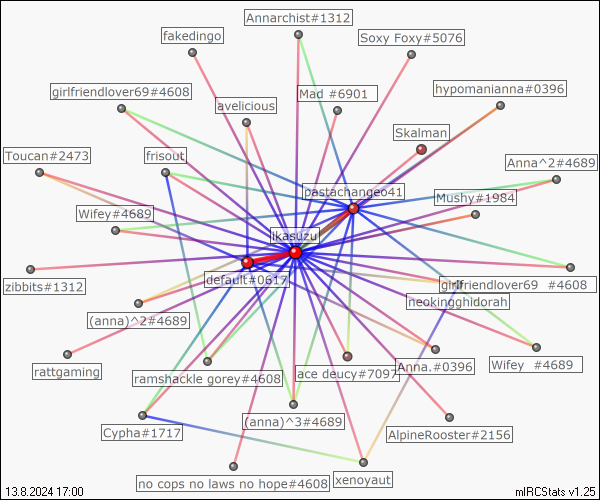 Annarchist#1312
fakedingo
Soxy Foxy#5076
girlfriendlover69#4608
avelicious
Mad #6901
hypomanianna#0396
Skalman
Toucan#2473
frisout
Anna^2#4689
pastachangeo41
Mushy#1984
Wifey#4689
ikasuzu
zibbits#1312
default#0617
girlfriendlover69 #4608
neokingghidorah
(anna)^2#4689
rattgaming
ramshackle gorey#4608
ace deucy#7097
Anna.#0396
Wifey #4689
(anna)^3#4689
Cypha#1717
AlpineRooster#2156
no cops no laws no hope#4608
xenoyaut
13.8.2024 17:00
mIRCStats v1.25